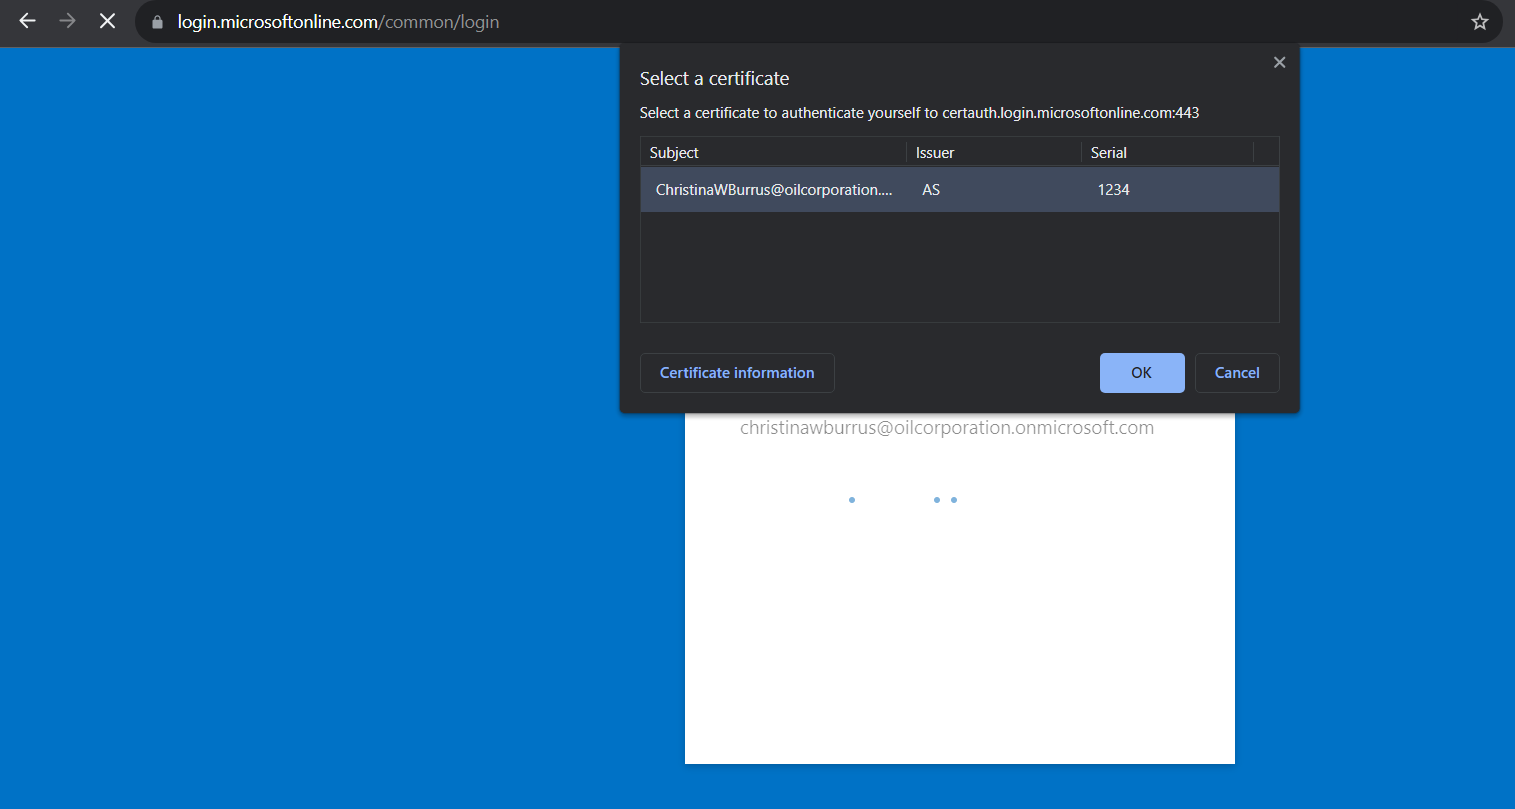 login.microsoftonline.com/common/login
Select a certificate
Select a certificate to authenticate yourself to certauth.login.microsoftonline.com:443
Subject Issuer Serial
ChristinaWBurrus@oilcorporation.... AS 1234
Certificate information OK Cancel
christinawburrus@oilcorporation.onmicrosoft.com